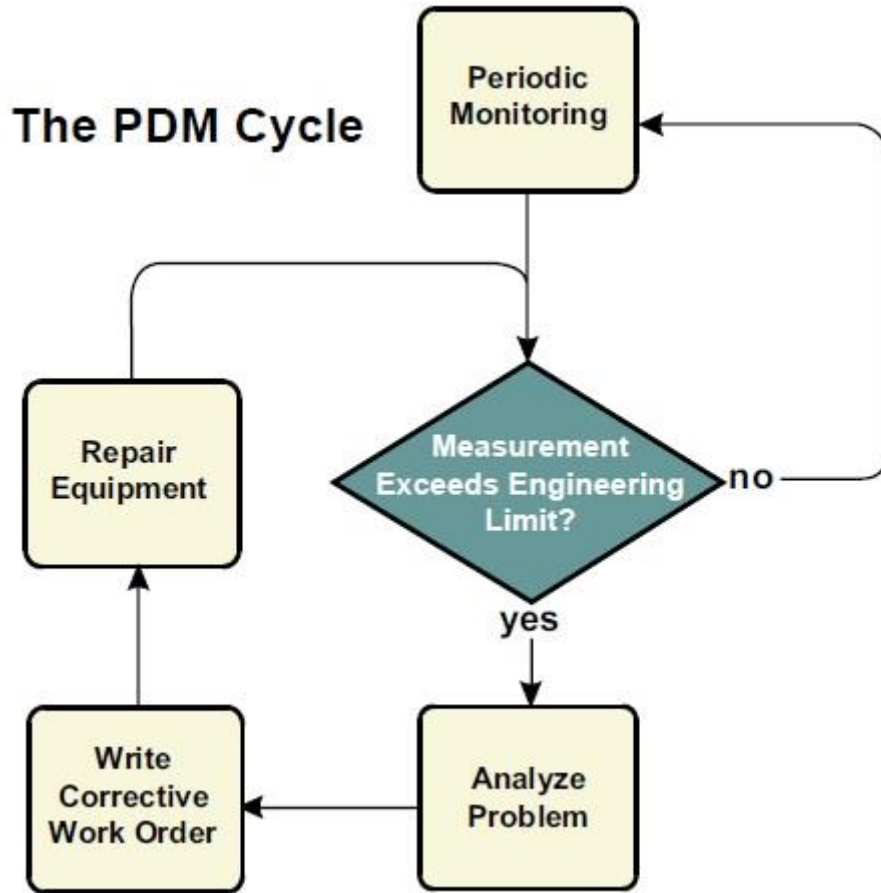 The PDM Cycle
Periodic
Monitoring
Measurement
Exceeds Engineering
Limit?
no
yes
Analyze
Problem
Write
Corrective
Work Order
Repair
Equipment